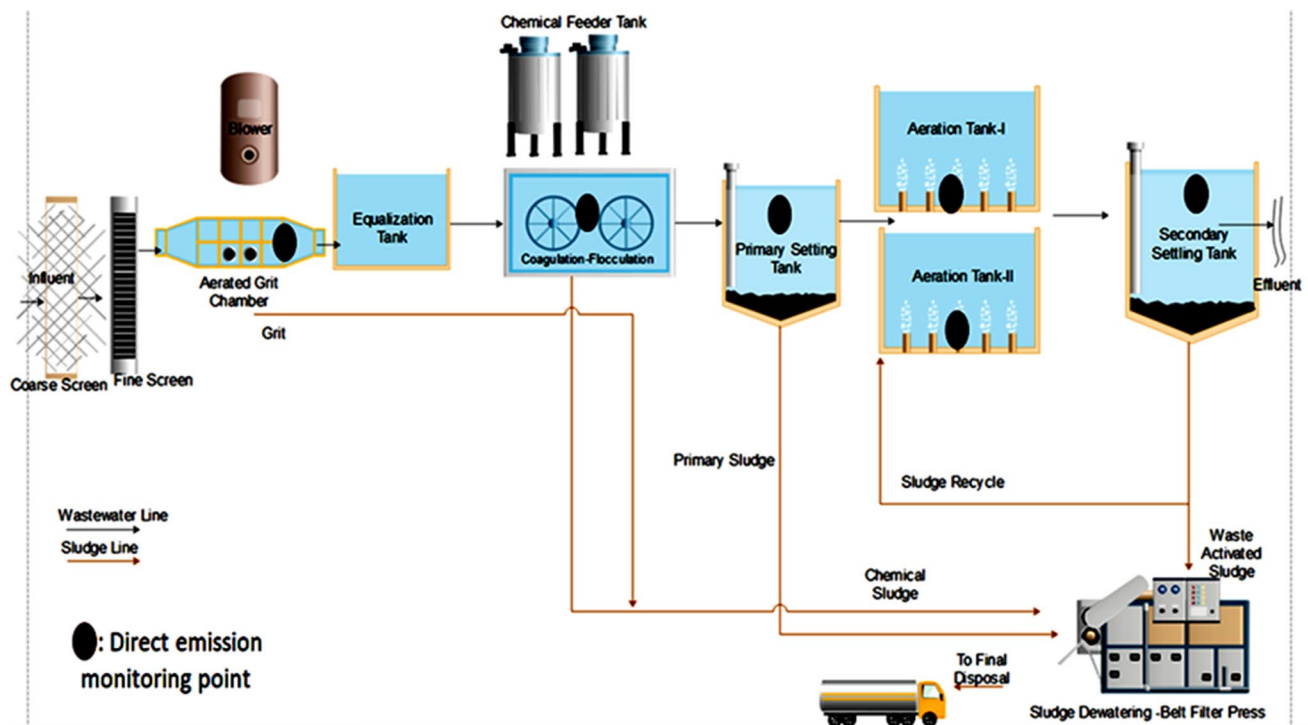 Chemical Feeder Tank
Blower
Aeration Tank-I
Equalization
Tank
Coagulation-Flocculation
Primary Setting
Tank
Secondary
Settling Tank
Influent
Aerated Grit
Chamber
Aeration Tank-II
Effluent
Grit
Coarse Screen
Fine Screen
Primary Sludge
Sludge Recycle
Wastewater Line
Sludge Line
Waste
Activated
Sludge
Chemical
Sludge
: Direct emission
monitoring point
To Final
Disposal
Sludge Dewatering -Belt Filter Press